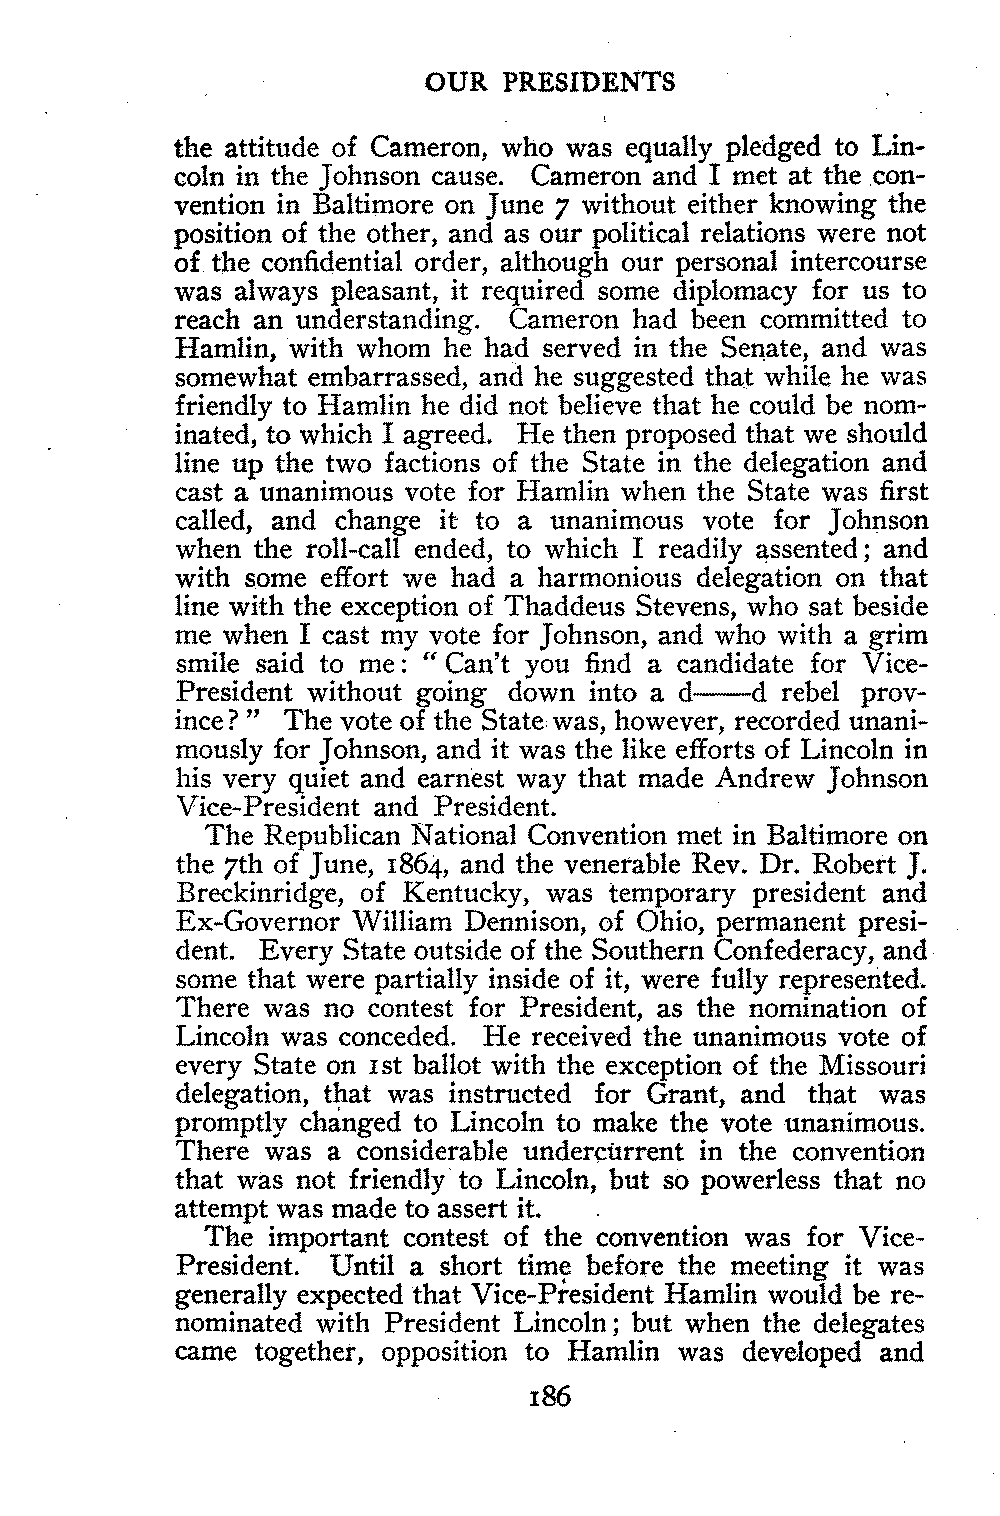 OUR PRESIDENTS
the attitude of Cameron, who was equally pledged to Lin-
coln in the Johnson cause. Cameron and I met at the con-
vention in Baltimore on June 7 without either knowing the
position of the other, and as our political relations were not
of the confidential order, although our personal intercourse
was always pleasant, it required some diplomacy for us to
reach an understanding. Cameron had been committed to
Hamlin, with whom he had served in the Senate, and was
somewhat embarrassed, and he suggested that while he was
friendly to Hamlin he did not believe that he could be nom-
inated, to which I agreed. He then proposed that we should
line up the two factions of the State in the delegation and
cast a unanimous vote for Hamlin when the State was first
called, and change it to a unanimous vote for Johnson
when the roll-call ended, to which I readily assented; and
with some effort we had a harmonious delegation on that
line with the exception of Thaddeus Stevens, who sat beside
me when I cast my vote for Johnson, and who with a grim
smile said to me: “ Can't you find a candidate for Vice-
President without going down into a d——d rebel prov-
ince? ” The vote of the State was, however, recorded unani-
mously for Johnson, and it was the like efforts of Lincoln in
his very quiet and earnest way that made Andrew Johnson
Vice-President and President.
The Republican National Convention met in Baltimore on
the 7th of June, 1864, and the venerable Rev. Dr. Robert J.
Breckinridge, of Kentucky, was temporary president and
Ex-Governor William Dennison, of Ohio, permanent presi-
dent. Every State outside of the Southern Confederacy, and
some that were partially inside of it, were fully represented.
There was no contest for President, as the nomination of
Lincoln was conceded. He received the unanimous vote of
every State on 1st ballot with the exception of the Missouri
delegation, that was instructed for Grant, and that was
promptly changed to Lincoln to make the vote unanimous.
There was a considerable undercurrent in the convention
that was not friendly to Lincoln, but so powerless that no
attempt was made to assert it.
The important contest of the convention was for Vice-
President. Until a short time before the meeting it was
generally expected that Vice-President Hamlin would be re-
nominated with President Lincoln; but when the delegates
came together, opposition to Hamlin was developed and
186